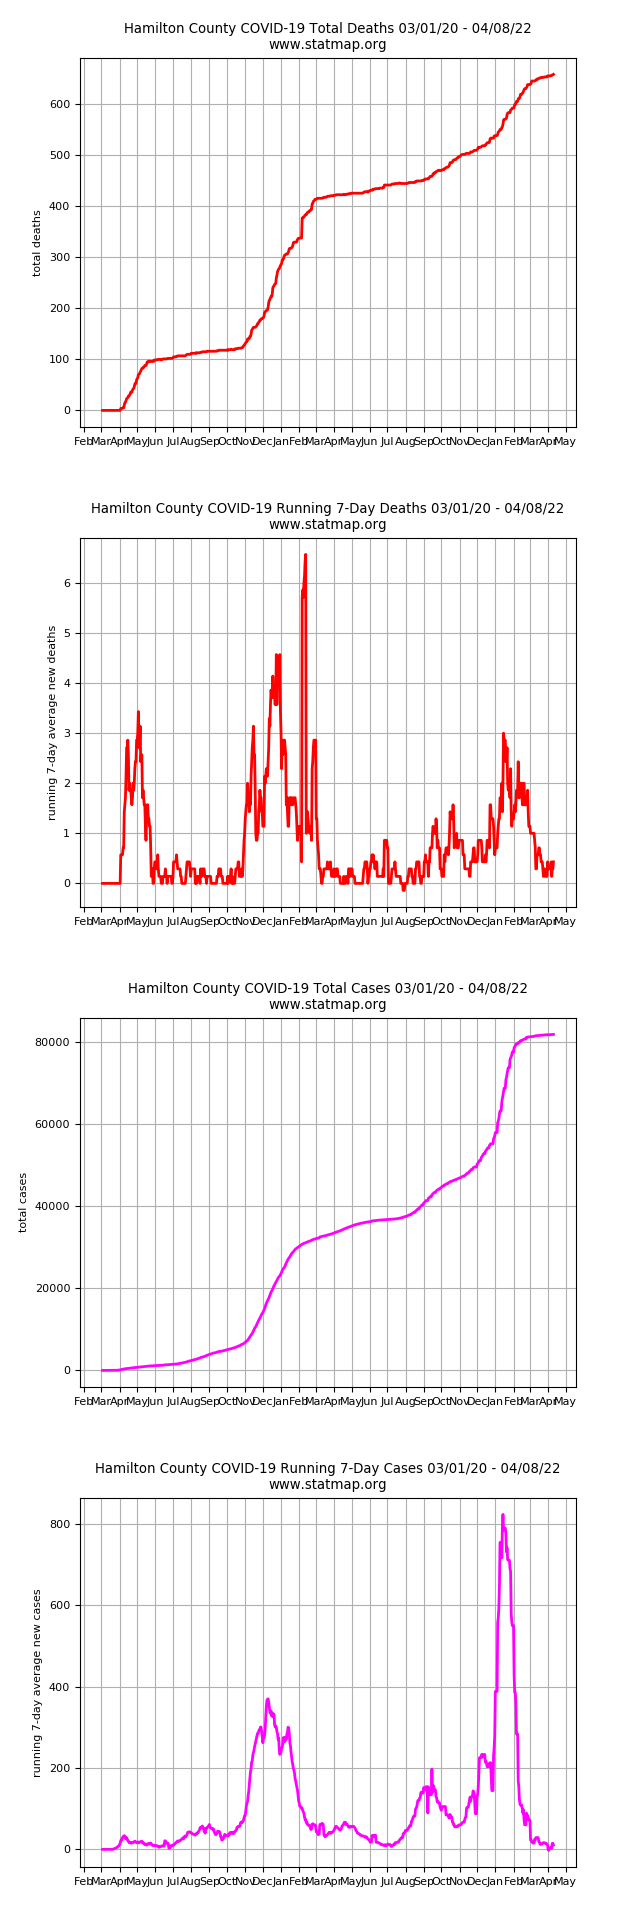 Hamilton County COVID-19 Total Deaths 03/01/20 - 04/08/22
www.statmap.org
600
500
400
300
200
100
0
total deaths
Feb Mar Apr May Jun Jul Aug Sep Oct Nov Dec Jan Feb Mar Apr May Jun Jul Aug Sep Oct Nov Dec Jan Feb Mar Apr May
Hamilton County COVID-19 Running 7-Day Deaths 03/01/20 - 04/08/22
www.statmap.org
6
5
4
3
2
1
0
running 7-day average new deaths
Feb Mar Apr May Jun Jul Aug Sep Oct Nov Dec Jan Feb Mar Apr May Jun Jul Aug Sep Oct Nov Dec Jan Feb Mar Apr May
Hamilton County COVID-19 Total Cases 03/01/20 - 04/08/22
www.statmap.org
80000
60000
40000
20000
0
total cases
Feb Mar Apr May Jun Jul Aug Sep Oct Nov Dec Jan Feb Mar Apr May Jun Jul Aug Sep Oct Nov Dec Jan Feb Mar Apr May
Hamilton County COVID-19 Running 7-Day Cases 03/01/20 - 04/08/22
www.statmap.org
800
600
400
200
0
running 7-day average new cases
Feb Mar Apr May Jun Jul Aug Sep Oct Nov Dec Jan Feb Mar Apr May Jun Jul Aug Sep Oct Nov Dec Jan Feb Mar Apr May